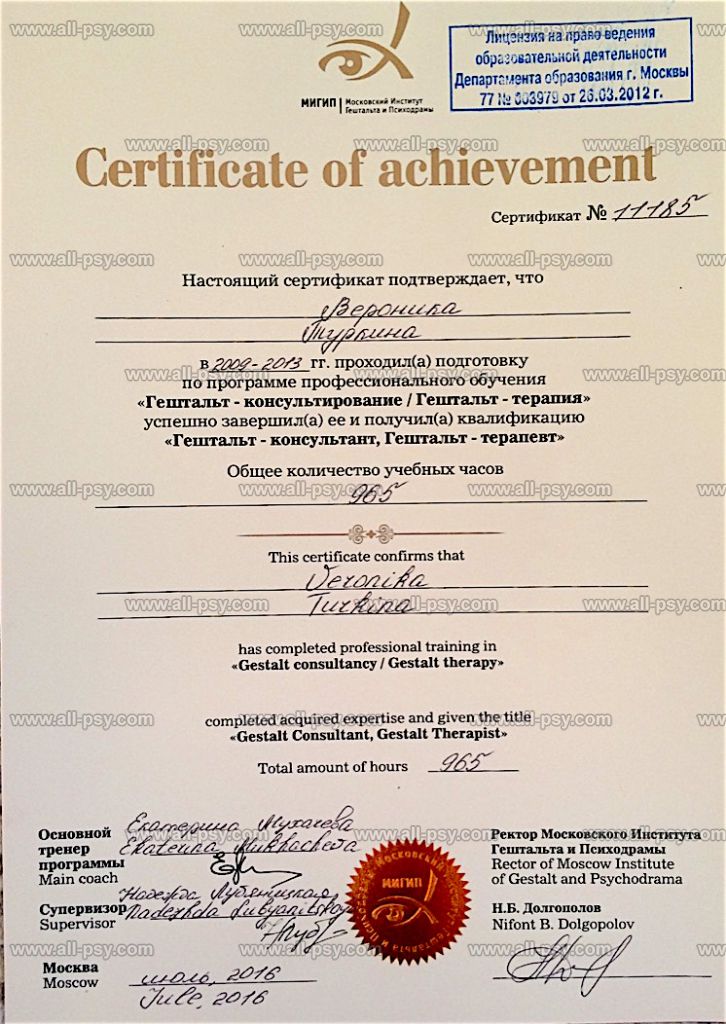 МИГИП | Московский Институт
Гештальта и Психодрамы
Лицензия на право ведения
образовательной деятельности
Департамента образования г. Москвы
77 № 003979 от 26.03.2012 г.
Certificate of achievement
Сертификат № 11185
Настоящий сертификат подтверждает, что
Вероника
Туркина
в 2009-2013 гг. проходил(а) подготовку
по программе профессионального обучения
«Гештальт - консультирование / Гештальт - терапия»
успешно завершил(а) ее и получил(а) квалификацию
«Гештальт - консультант, Гештальт - терапевт»
Общее количество учебных часов
965
This certificate confirms that
Veronika
Turkina
has completed professional training in
«Gestalt consultancy / Gestalt therapy»
completed acquired expertise and given the title
«Gestalt Consultant, Gestalt Therapist»
Total amount of hours 965
Основной
тренер
программы
Main coach
Екатерина Мухачева
Ekaterina Mukhacheva
Супервизор
Supervisor
Надежда Лубяницкая
Nadezhda Lubyanitskaya
Москва
Moscow
июль, 2016
Jule, 2016
МИГИП
Ректор Московского Института
Гештальта и Психодрамы
Rector of Moscow Institute
of Gestalt and Psychodrama
Н.Б. Долгополов
Nifont B. Dolgopolov
www.all-psy.com